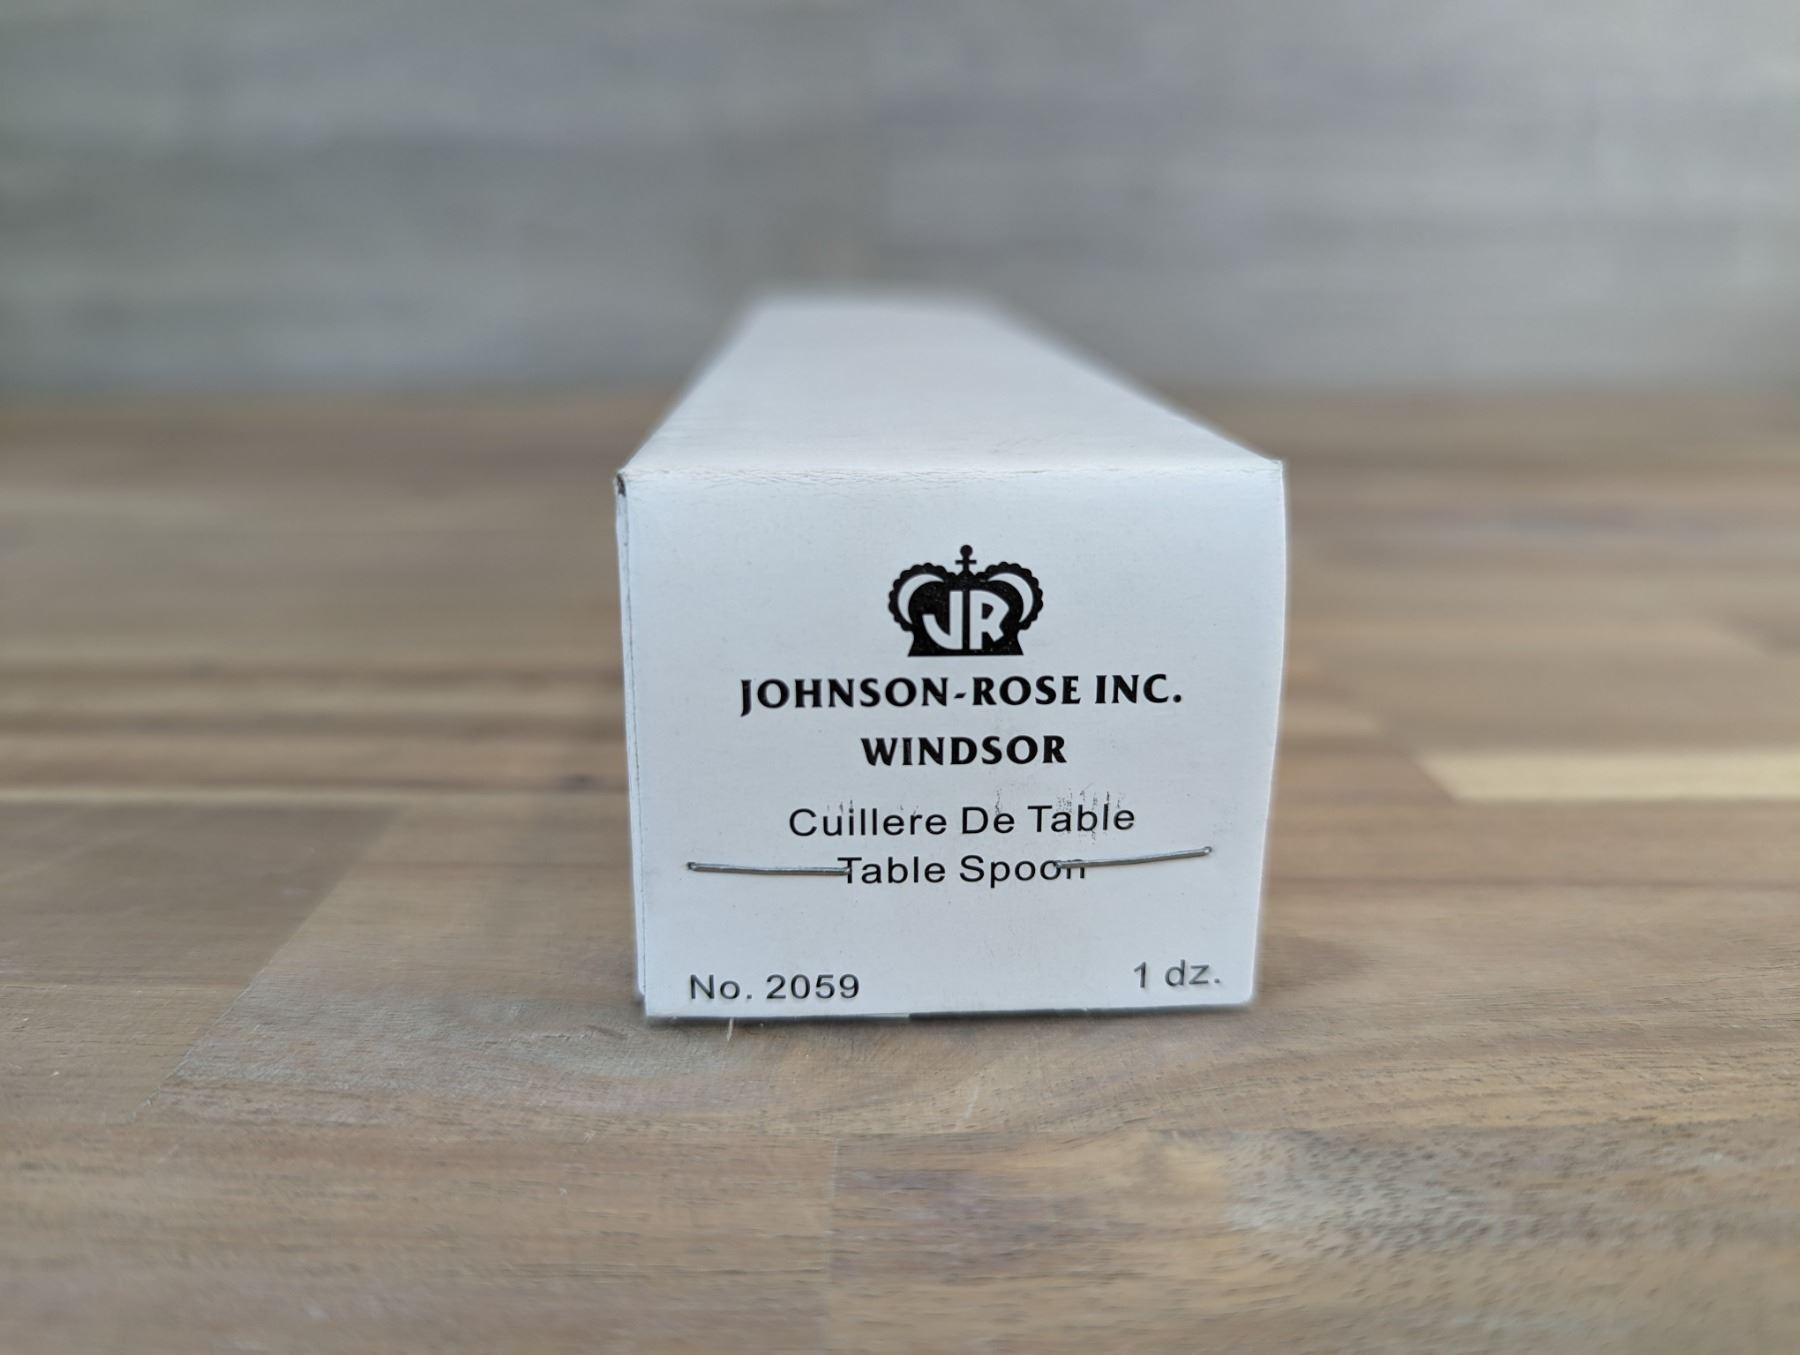 JR
JOHNSON-ROSE INC.
WINDSOR
Cuillere De Table
Table Spoon
No. 2059
1 dz.